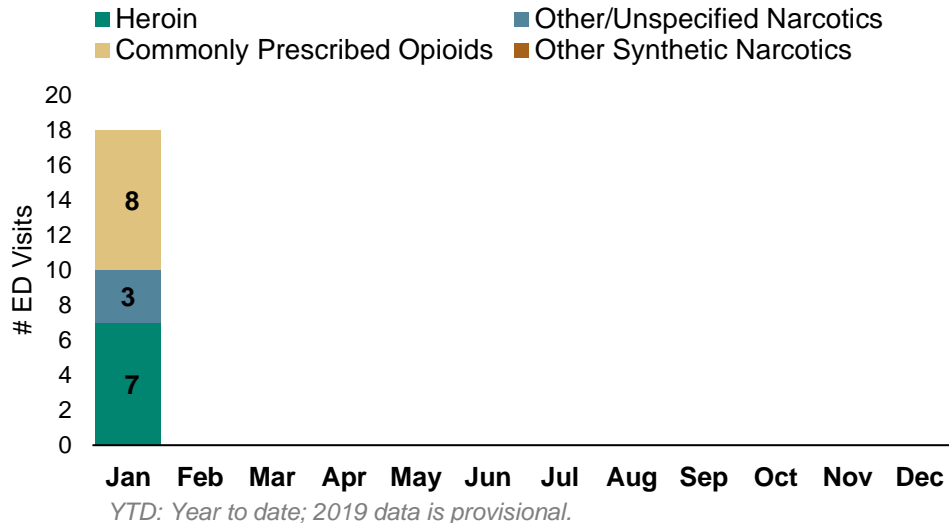 Heroin
Other/Unspecified Narcotics
Commonly Prescribed Opioids
Other Synthetic Narcotics
# ED Visits
20
18
16
14
12
10
8
6
4
2
0
8
3
7
Jan Feb Mar Apr May Jun Jul Aug Sep Oct Nov Dec
YTD: Year to date; 2019 data is provisional.